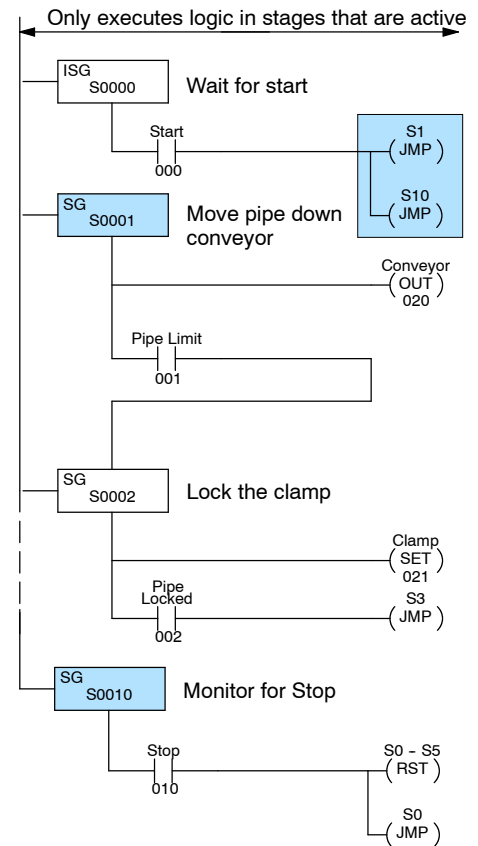 Only executes logic in stages that are active
ISG
S0000
Wait for start
Start
000
S1
JMP
S10
JMP
SG
S0001
Move pipe down
conveyor
Conveyor
OUT
020
Pipe Limit
001
SG
S0002
Lock the clamp
Clamp
SET
021
Pipe
Locked
002
S3
JMP
SG
S0010
Monitor for Stop
Stop
010
S0 - S5
RST
S0
JMP